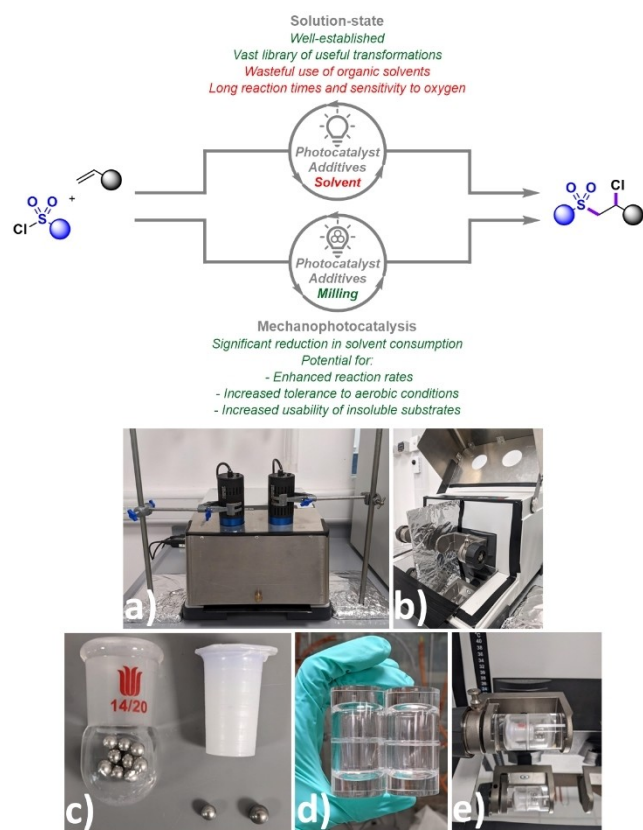 Solution-state
Well-established
Vast library of useful transformations
Wasteful use of organic solvents
Long reaction times and sensitivity to oxygen
Photocatalyst
Additives
Solvent
O O
S
Cl
+
Photocatalyst
Additives
Milling
O O Cl
S
Mechanophotocatalysis
Significant reduction in solvent consumption
Potential for:
- Enhanced reaction rates
- Increased tolerance to aerobic conditions
- Increased usability of insoluble substrates
a)
b)
14/20
c)
d)
e)